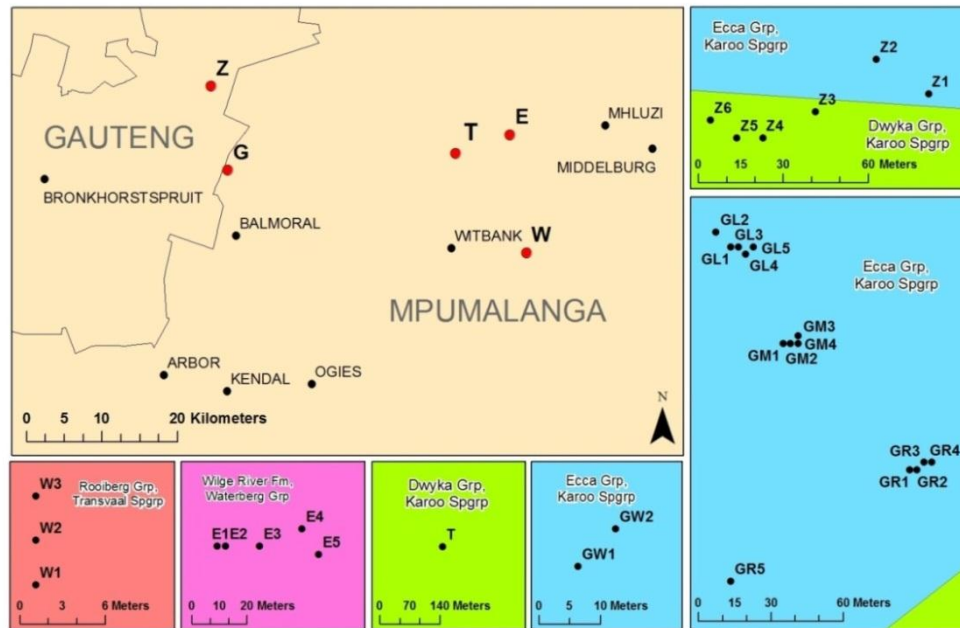 Z
E
T
MHLUZI
GAUTENG
MIDDELBURG
G
BRONKHORSTSPRUIT
BALMORAL
WITBANK
W
MPUMALANGA
ARBOR
KENDAL
OGIES
N
0 5 10 20 Kilometers
Ecca Grp,
Karoo Spgrp
Z2
Z1
Z3
Z6
Z5 Z4
Dwyka Grp,
Karoo Spgrp
0 15 30 60 Meters
GL2
GL3
GL5
GL1
GL4
Ecca Grp,
Karoo Spgrp
GM3
GM1 GM4
GM2
GR3 GR4
GR1 GR2
GR5
0 15 30 60 Meters
Rooiberg Grp,
Transvaal Spgrp
W3
W2
W1
0 3 6 Meters
Wilge River Fm,
Waterberg Grp
E4
E1E2 E3
E5
0 10 20 Meters
Dwyka Grp,
Karoo Spgrp
T
0 70 140 Meters
Ecca Grp,
Karoo Spgrp
GW2
GW1
0 5 10 Meters